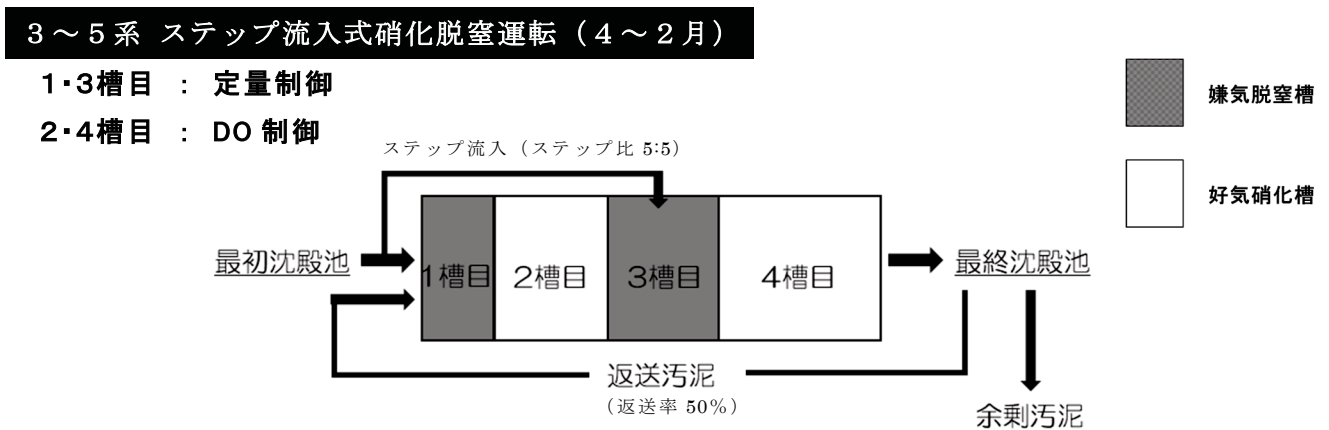 ３～５系 ステップ流入式硝化脱窒運転（４～２月）
１・３槽目 ： 定量制御
２・４槽目 ： DO 制御
嫌気脱窒槽
好気硝化槽
ステップ流入（ステップ比 5:5）
最初沈殿池
1槽目
2槽目
3槽目
4槽目
最終沈殿池
返送汚泥
（返送率 50%）
余剰汚泥